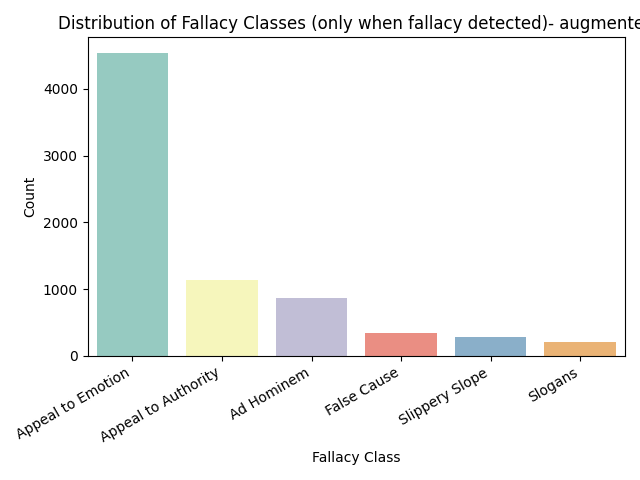 Distribution of Fallacy Classes (only when fallacy detected)- augmente
4000
3000
2000
1000
0
Count
Appeal to Emotion
Appeal to Authority
Ad Hominem
False Cause
Slippery Slope
Slogans
Fallacy Class